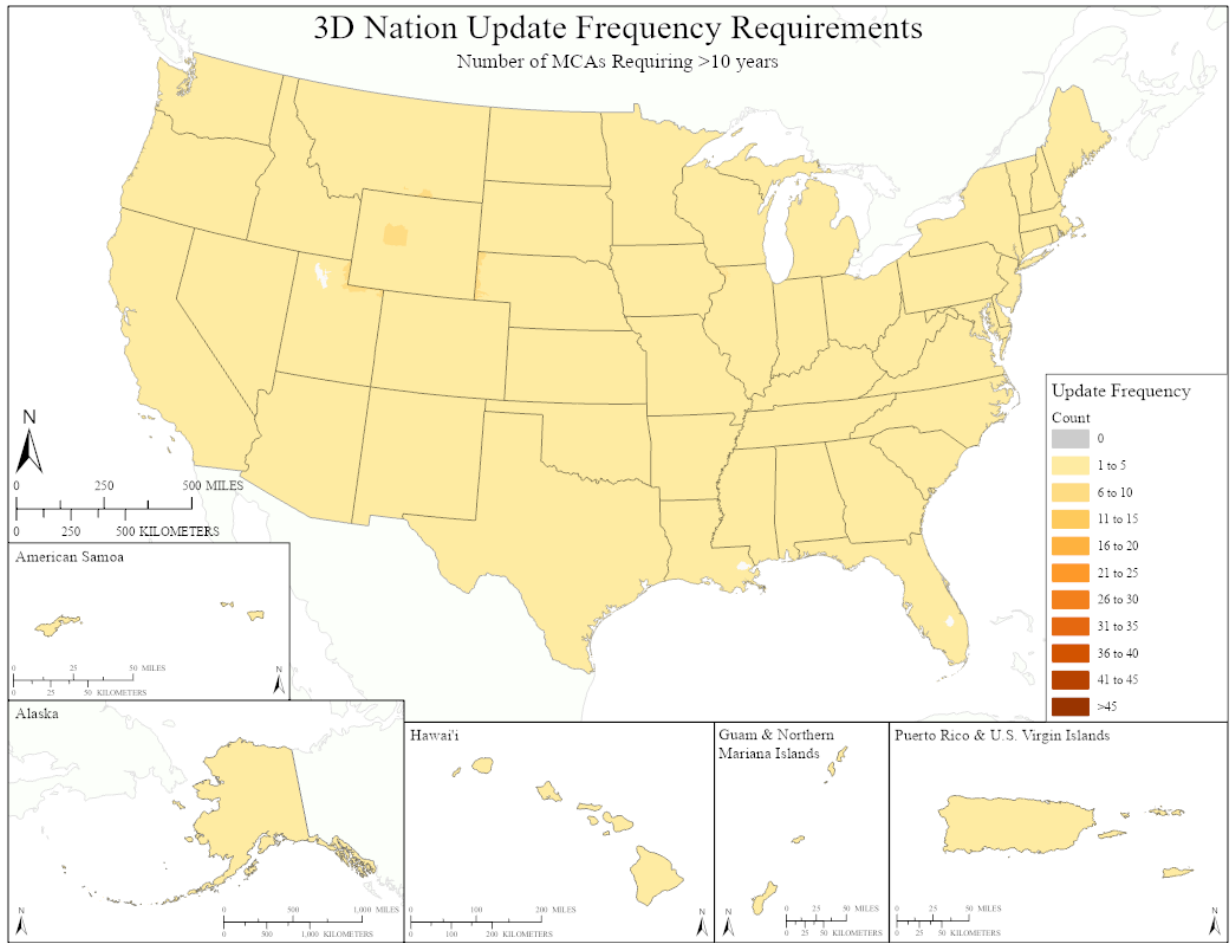 3D Nation Update Frequency Requirements
Number of MCAs Requiring >10 years
N
0 250 500 MILES
0 250 500 KILOMETERS
Update Frequency
Count
0
1 to 5
6 to 10
11 to 15
16 to 20
21 to 25
26 to 30
31 to 35
36 to 40
41 to 45
>45
American Samoa
0 25 50 MILES
0 25 50 KILOMETERS
N
Alaska
N
0 500 1,000 MILES
0 500 1,000 KILOMETERS
Hawai'i
0 100 200 MILES
0 100 200 KILOMETERS
N
Guam & Northern
Mariana Islands
0 25 50 MILES
0 25 50 KILOMETERS
N
Puerto Rico & U.S. Virgin Islands
0 25 50 MILES
0 25 50 KILOMETERS
N